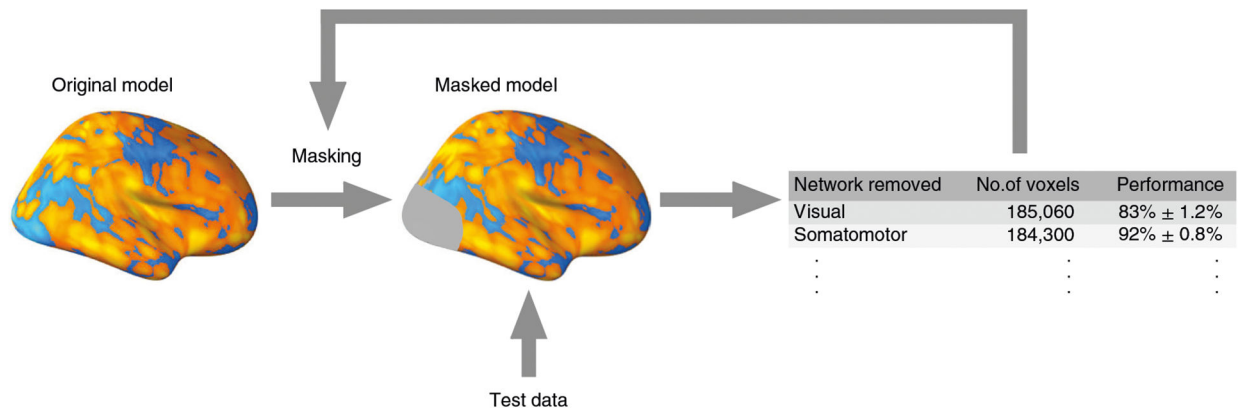 Original model
Masked model
Masking
Network removed No.of voxels Performance
Visual 185,060 83% ± 1.2%
Somatomotor 184,300 92% ± 0.8%
. . .
. . .
. . .
Test data